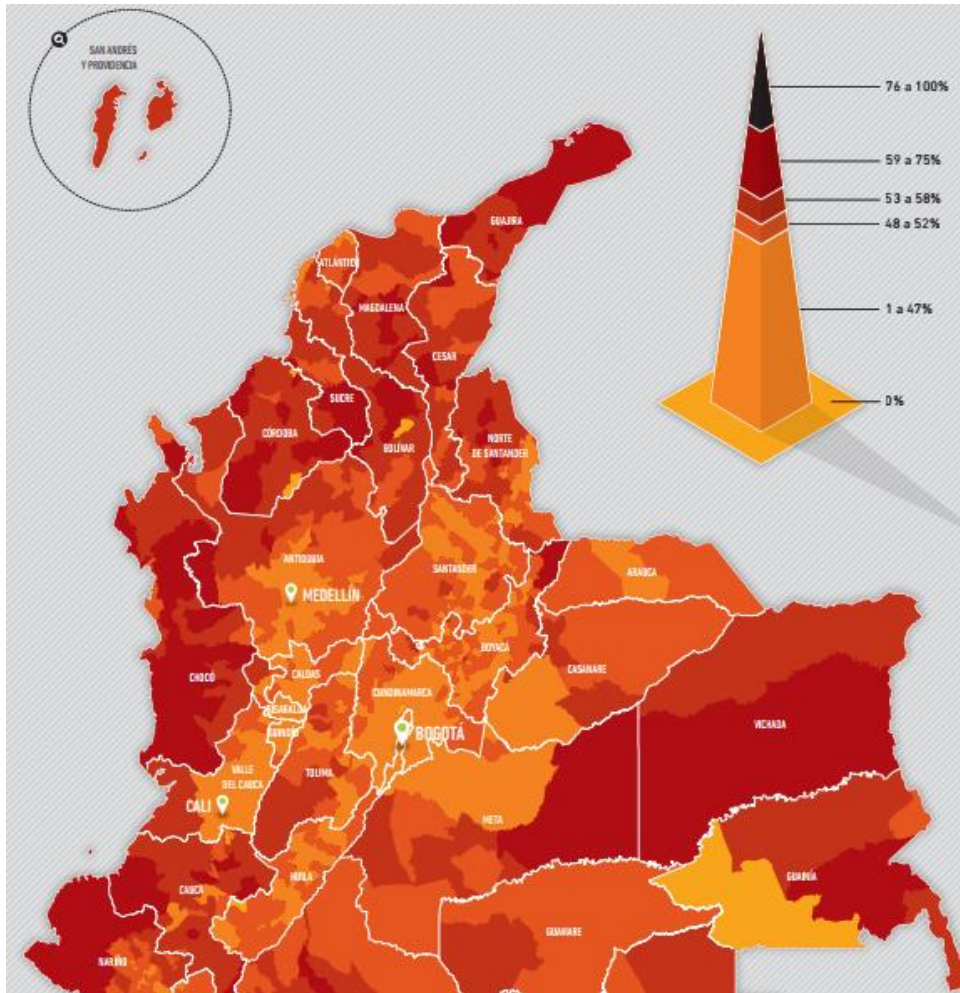 SAN ANDRÉS
Y PROVIDENCIA
76 a 100%
59 a 75%
53 a 58%
48 a 52%
1 a 47%
0%
GUAJIRA
ATLÁNTICO
MAGDALENA
CESAR
SUCRE
CÓRDOBA
BOLÍVAR
NORTE
DE SANTANDER
ANTIOQUIA
MEDELLÍN
SANTANDER
ARAUCA
BOYACÁ
CHOCÓ
CALDAS
CUNDINAMARCA
CASANARE
RISARALDA
QUINDÍO
BOGOTÁ
VICHADA
VALLE
DEL CAUCA
TOLIMA
CALI
META
CAUCA
HUILA
GUAINÍA
GUAVIARE
NARIÑO